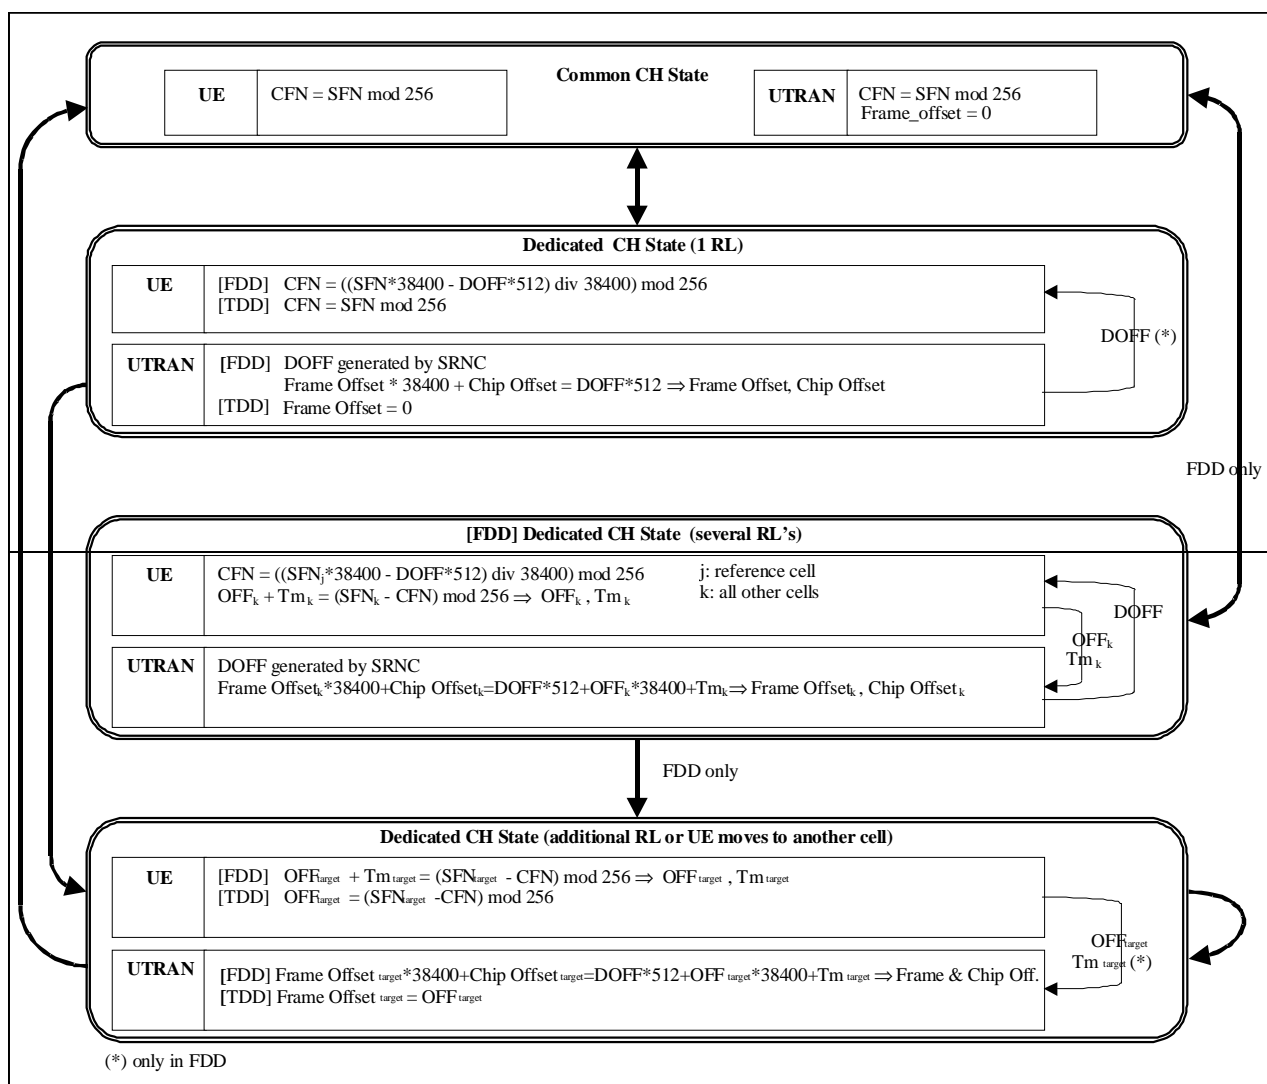 Common CH State
UE CFN = SFN mod 256
UTRAN CFN = SFN mod 256
Frame_offset = 0
Dedicated CH State (1 RL)
UE [FDD] CFN = ((SFN*38400 - DOFF*512) div 38400) mod 256
[TDD] CFN = SFN mod 256
DOFF (*)
UTRAN [FDD] DOFF generated by SRNC
Frame Offset * 38400 + Chip Offset = DOFF*512 ⇒ Frame Offset, Chip Offset
[TDD] Frame Offset = 0
FDD only
[FDD] Dedicated CH State (several RL's)
UE CFN = ((SFNj*38400 - DOFF*512) div 38400) mod 256 j: reference cell
OFFk + Tmk = (SFNk - CFN) mod 256 ⇒ OFFk , Tmk k: all other cells
DOFF
OFFk
Tmk
UTRAN DOFF generated by SRNC
Frame Offsetk*38400+Chip Offsetk=DOFF*512+OFFk*38400+Tmk⇒ Frame Offsetk , Chip Offsetk
FDD only
Dedicated CH State (additional RL or UE moves to another cell)
UE [FDD] OFFtarget + Tmtarget = (SFNtarget - CFN) mod 256 ⇒ OFFtarget , Tmtarget
[TDD] OFFtarget = (SFNtarget -CFN) mod 256
OFFtarget
Tmtarget (*)
UTRAN [FDD] Frame Offset target*38400+Chip Offset target=DOFF*512+OFF target*38400+Tm target ⇒ Frame & Chip Off.
[TDD] Frame Offset target = OFF target
(*) only in FDD